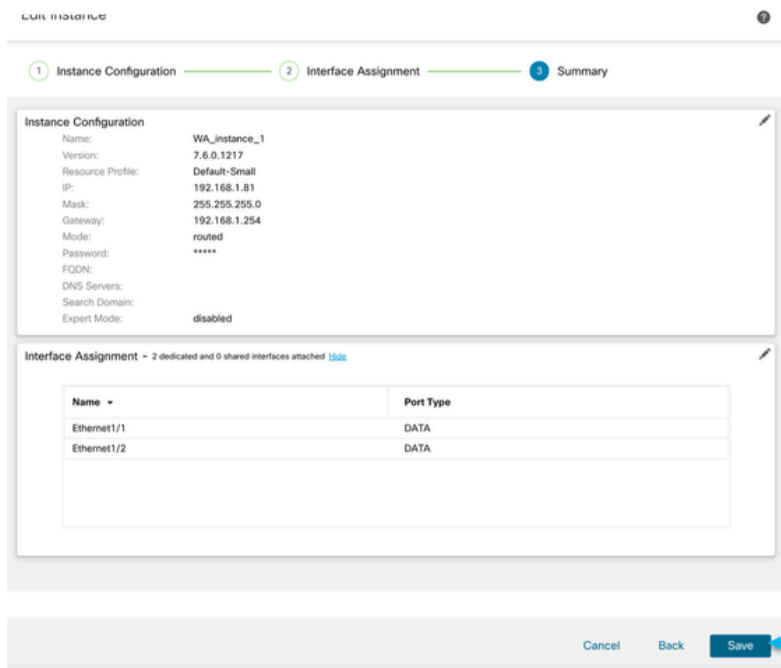 Edit Instance
1 Instance Configuration 2 Interface Assignment 3 Summary
Instance Configuration
Name: WA_instance_1
Version: 7.6.0.1217
Resource Profile: Default-Small
IP: 192.168.1.81
Mask: 255.255.255.0
Gateway: 192.168.1.254
Mode: routed
Password: *****
FQDN:
DNS Servers:
Search Domain:
Expert Mode: disabled
Interface Assignment - 2 dedicated and 0 shared interfaces attached Hide
Name Port Type
Ethernet1/1 DATA
Ethernet1/2 DATA
Cancel Back Save